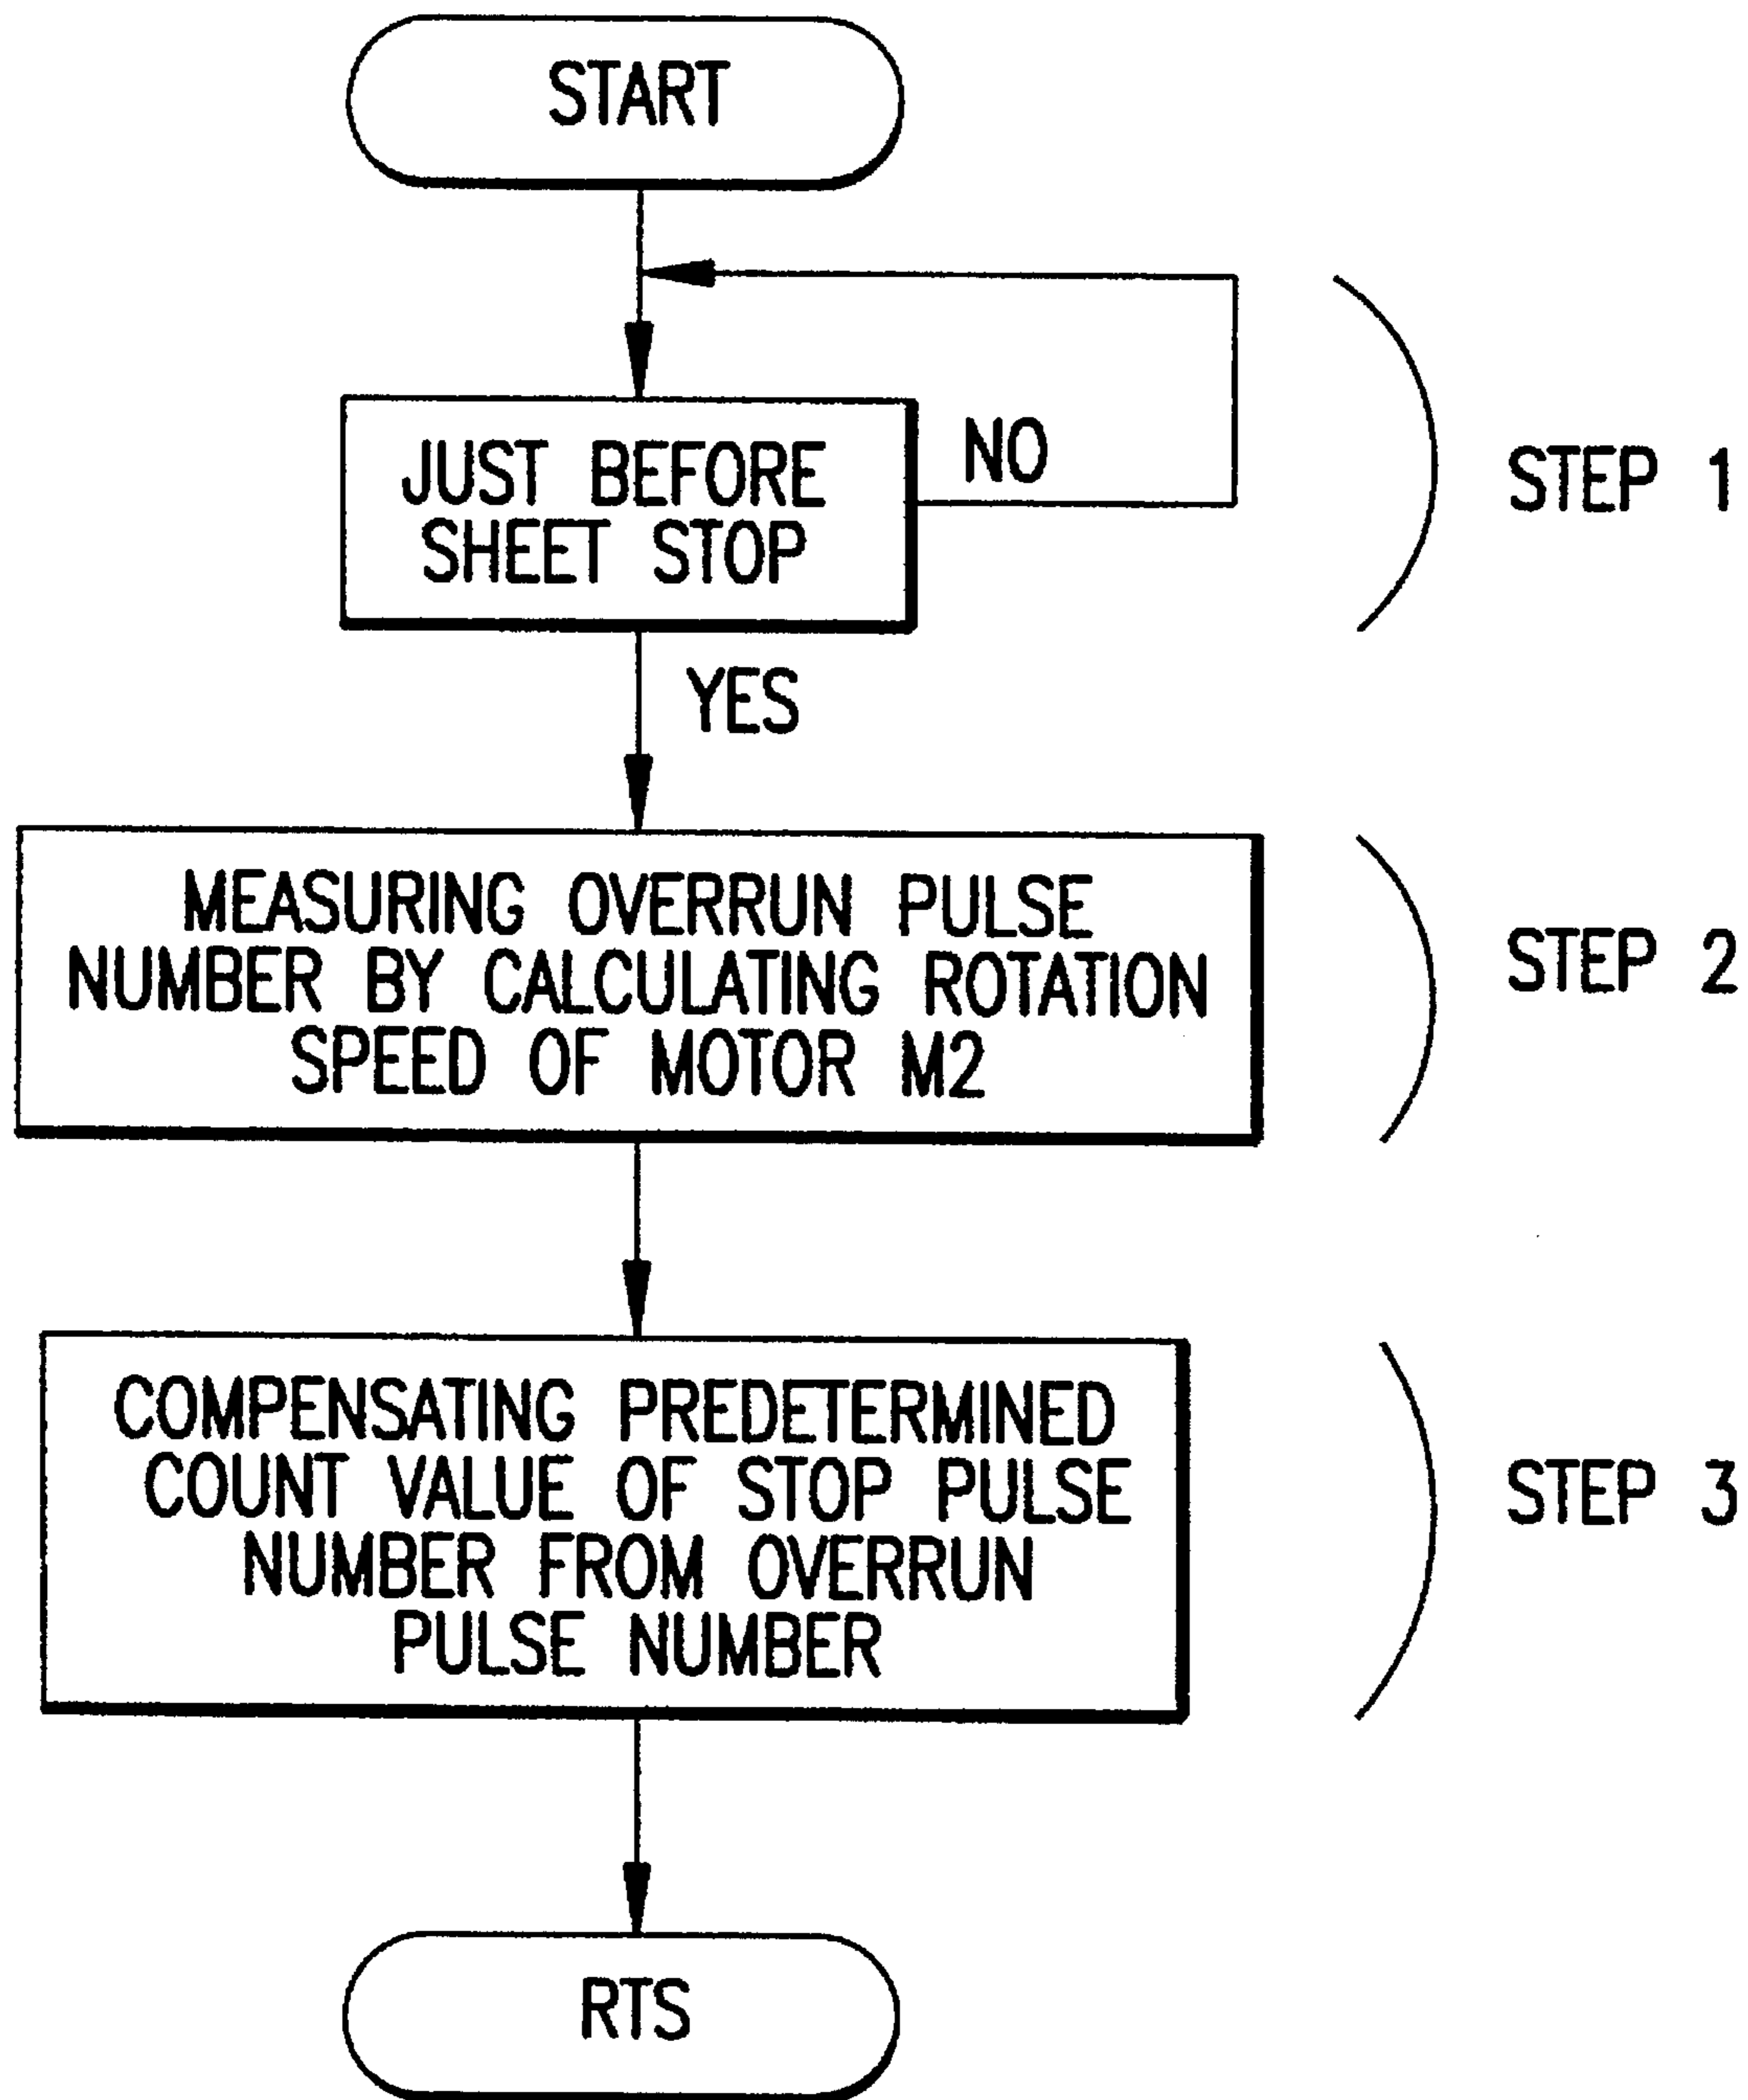 START
JUST BEFORE
SHEET STOP
NO
STEP 1
YES
MEASURING OVERRUN PULSE
NUMBER BY CALCULATING ROTATION
SPEED OF MOTOR M2
STEP 2
COMPENSATING PREDETERMINED
COUNT VALUE OF STOP PULSE
NUMBER FROM OVERRUN
PULSE NUMBER
STEP 3
RTS